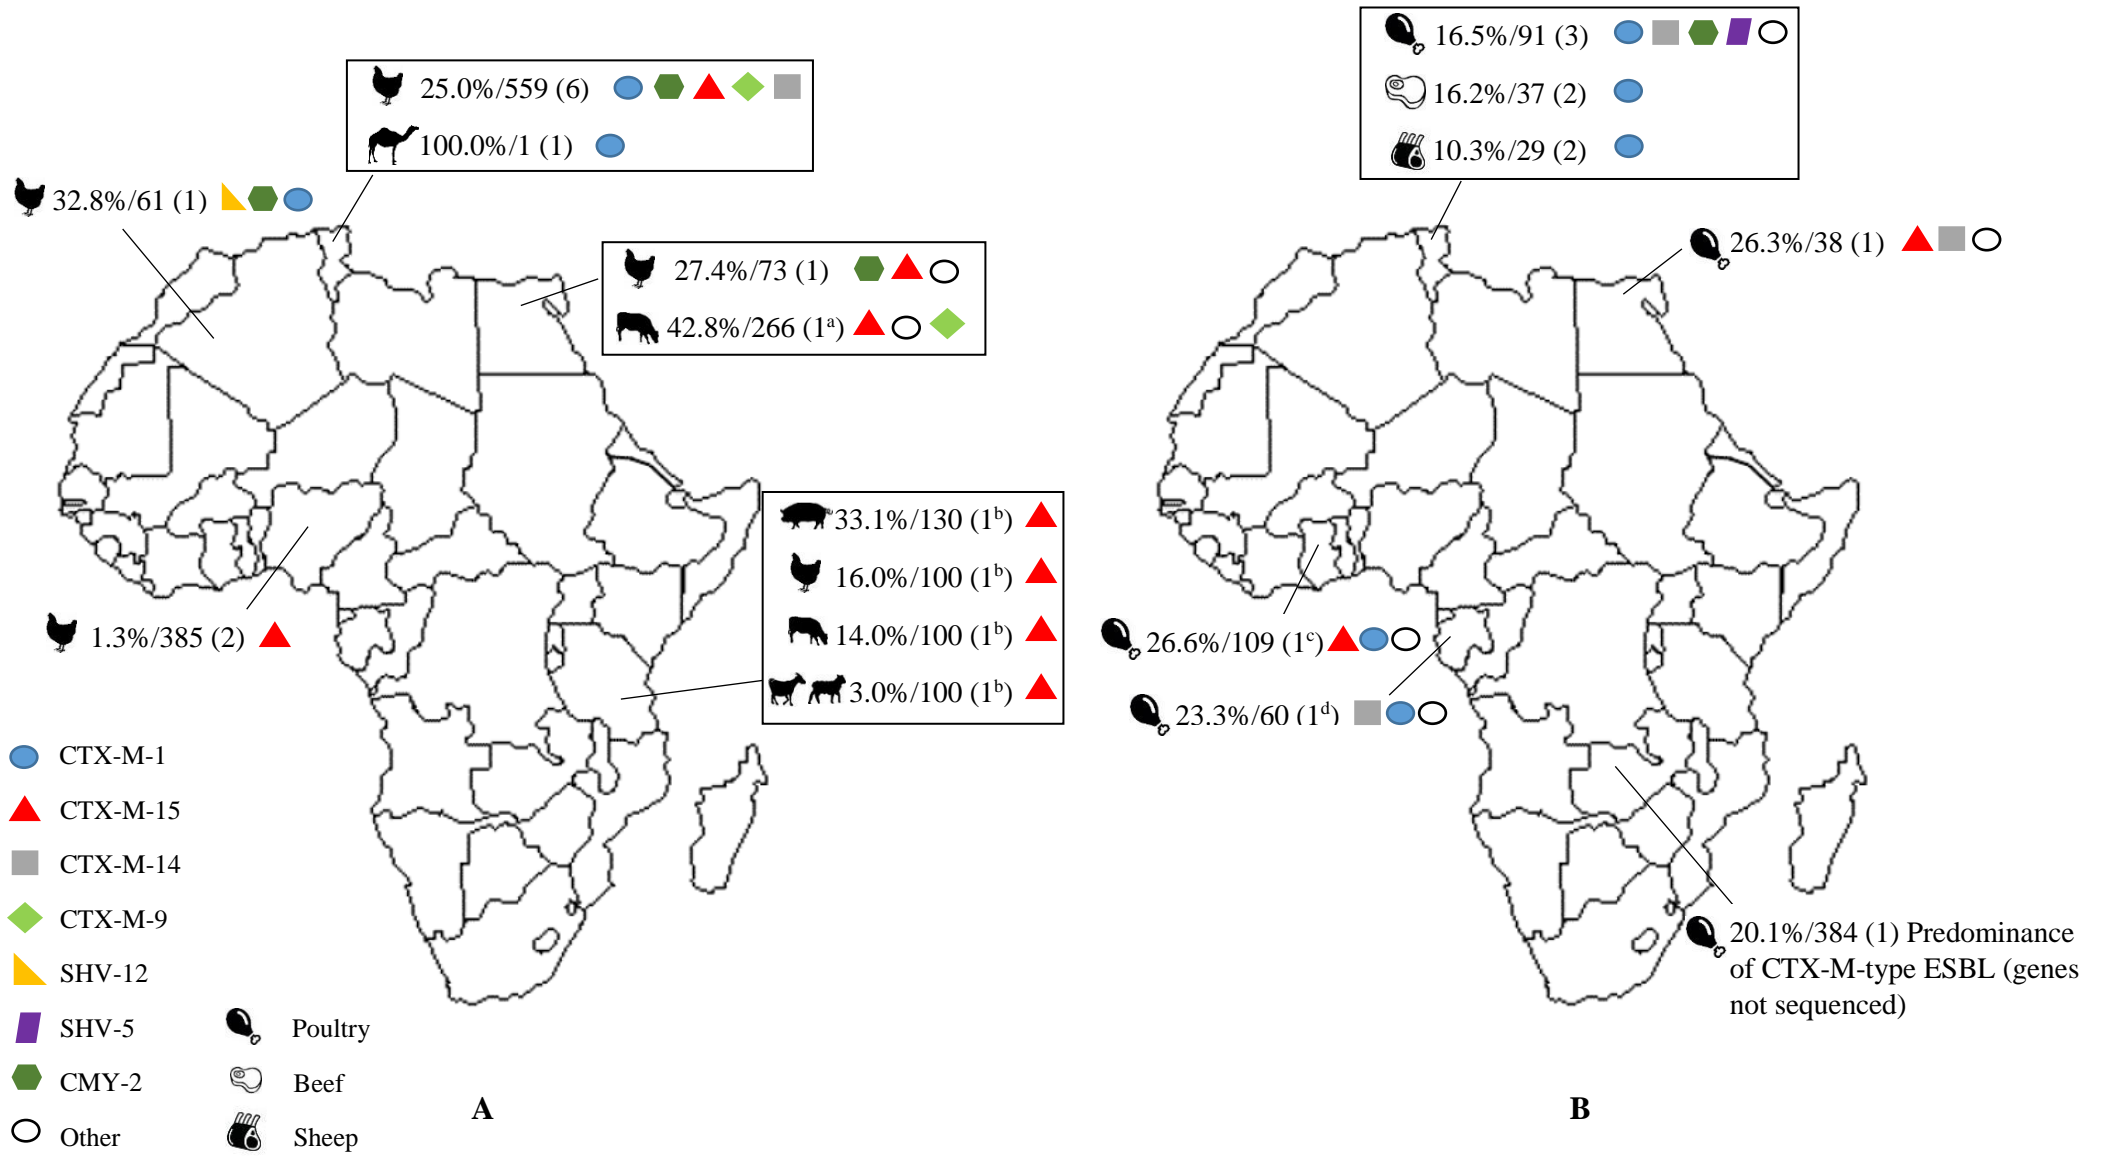 25.0%/559 (6)
100.0%/1 (1)
32.8%/61 (1)
27.4%/73 (1)
42.8%/266 (1ᵃ)
33.1%/130 (1ᵇ)
16.0%/100 (1ᵇ)
14.0%/100 (1ᵇ)
3.0%/100 (1ᵇ)
1.3%/385 (2)
CTX-M-1
CTX-M-15
CTX-M-14
CTX-M-9
SHV-12
SHV-5
CMY-2
Other
Poultry
Beef
Sheep
A
16.5%/91 (3)
16.2%/37 (2)
10.3%/29 (2)
26.3%/38 (1)
26.6%/109 (1ᶜ)
23.3%/60 (1ᵈ)
20.1%/384 (1) Predominance
of CTX-M-type ESBL (genes
not sequenced)
B